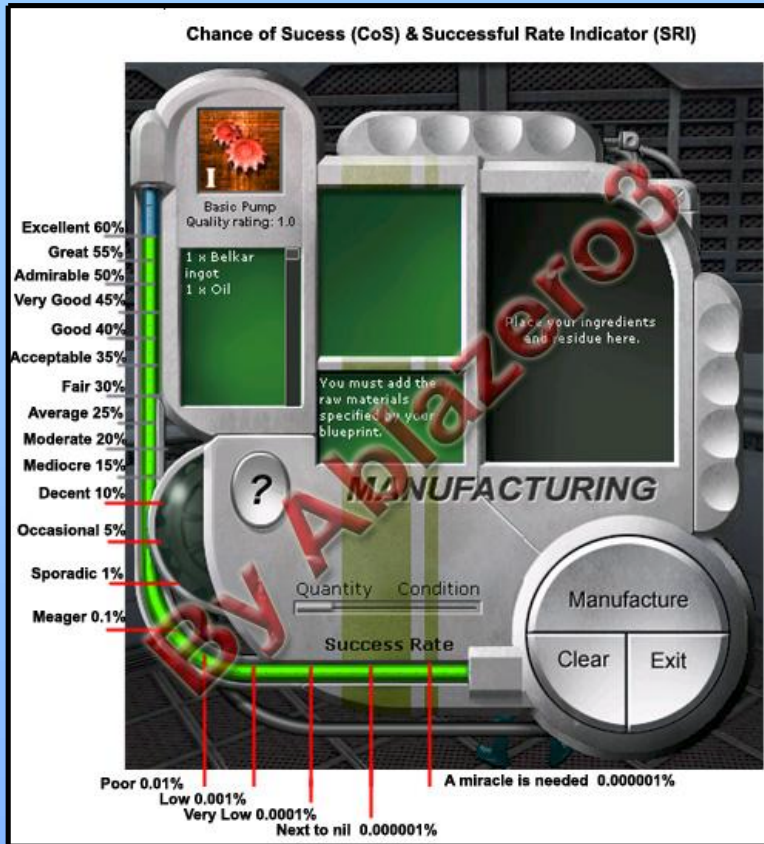 Chance of Sucess (CoS) & Successful Rate Indicator (SRI)
I
Basic Pump
Quality rating: 1.0
1 x Belkar
ingot
1 x Oil
Place your ingredients
and residue here.
You must add the
raw materials
specified by your
blueprint.
?
MANUFACTURING
Quantity Condition
Success Rate
Manufacture
Clear Exit
By Abiazero3
Excellent 60%
Great 55%
Admirable 50%
Very Good 45%
Good 40%
Acceptable 35%
Fair 30%
Average 25%
Moderate 20%
Mediocre 15%
Decent 10%
Occasional 5%
Sporadic 1%
Meager 0.1%
Poor 0.01%
Low 0.001%
Very Low 0.0001%
Next to nil 0.000001%
A miracle is needed 0.000001%